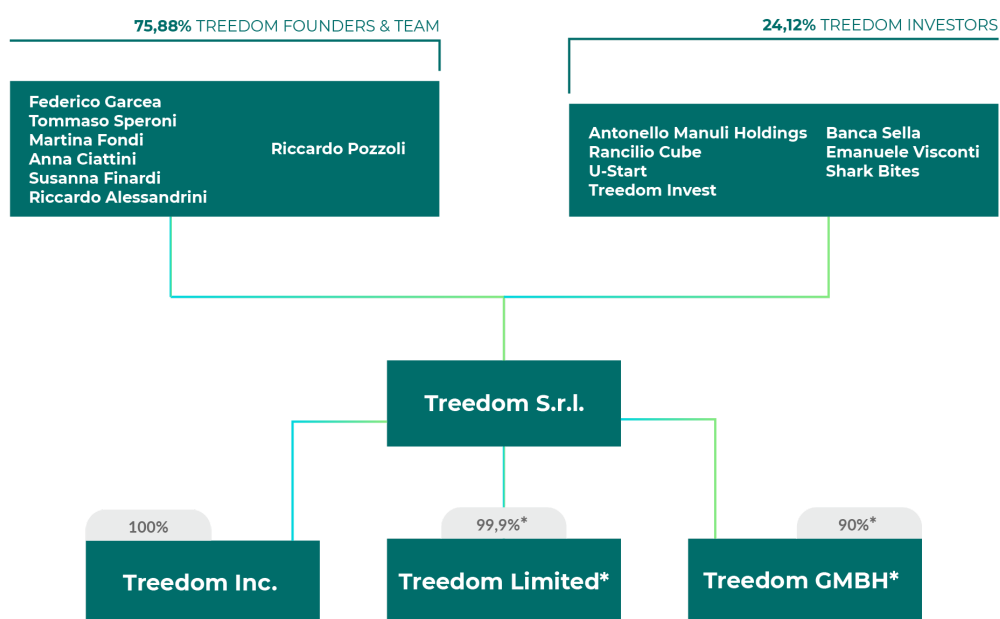 75,88% TREEDOM FOUNDERS & TEAM
Federico Garcea
Tommaso Speroni
Martina Fondi
Anna Ciattini
Susanna Finardi
Riccardo Alessandrini
Riccardo Pozzoli
24,12% TREEDOM INVESTORS
Antonello Manuli Holdings
Rancilio Cube
U-Start
Treedom Invest
Banca Sella
Emanuele Visconti
Shark Bites
Treedom S.r.l.
100%
Treedom Inc.
99,9%*
Treedom Limited*
90%*
Treedom GMBH*